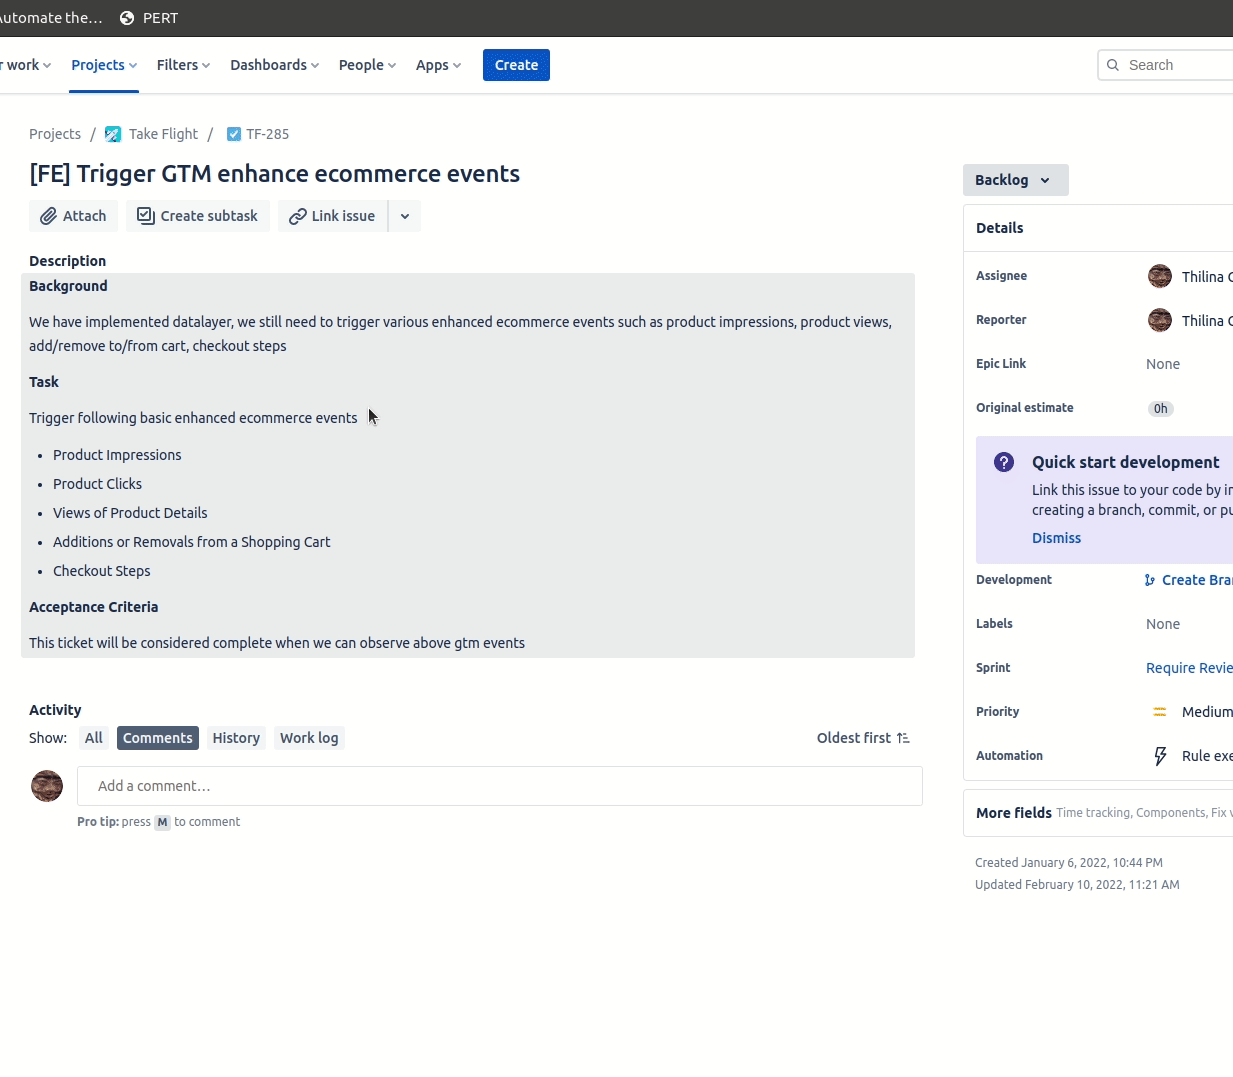 Automate the...
PERT
work
Projects
Filters
Dashboards
People
Apps
Create
Search
Projects / Take Flight / TF-285
[FE] Trigger GTM enhance ecommerce events
Attach
Create subtask
Link issue
Description
Background
We have implemented datalayer, we still need to trigger various enhanced ecommerce events such as product impressions, product views,
add/remove to/from cart, checkout steps
Task
Trigger following basic enhanced ecommerce events
• Product Impressions
• Product Clicks
• Views of Product Details
• Additions or Removals from a Shopping Cart
• Checkout Steps
Acceptance Criteria
This ticket will be considered complete when we can observe above gtm events
Activity
Show: All Comments History Work log
Oldest first
Add a comment...
Pro tip: press M to comment
Backlog
Details
Assignee
Thilina
Reporter
Thilina
Epic Link
None
Original estimate
0h
Quick start development
Link this issue to your code by
creating a branch, commit, or
Dismiss
Development
Create
Labels
None
Sprint
Require
Priority
Medium
Automation
Rule
More fields Time tracking, Components, Fix
Created January 6, 2022, 10:44 PM
Updated February 10, 2022, 11:21 AM